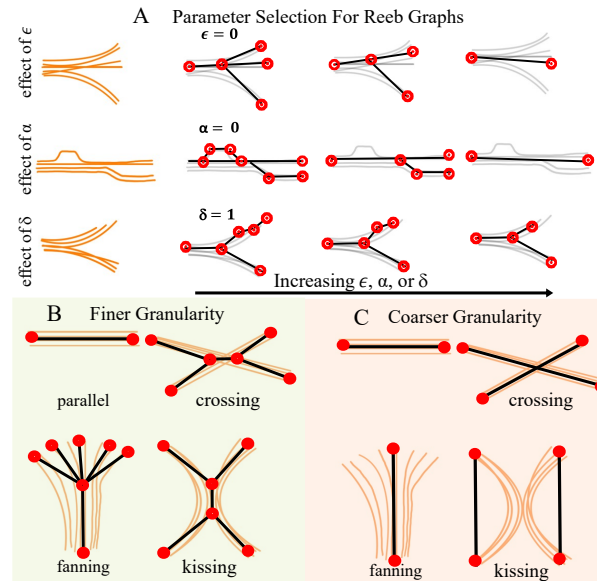 A Parameter Selection For Reeb Graphs
effect of ϵ
ϵ = 0
effect of α
α = 0
effect of δ
δ = 1
Increasing ϵ, α, or δ
B Finer Granularity
parallel
crossing
fanning
kissing
C Coarser Granularity
crossing
fanning
kissing